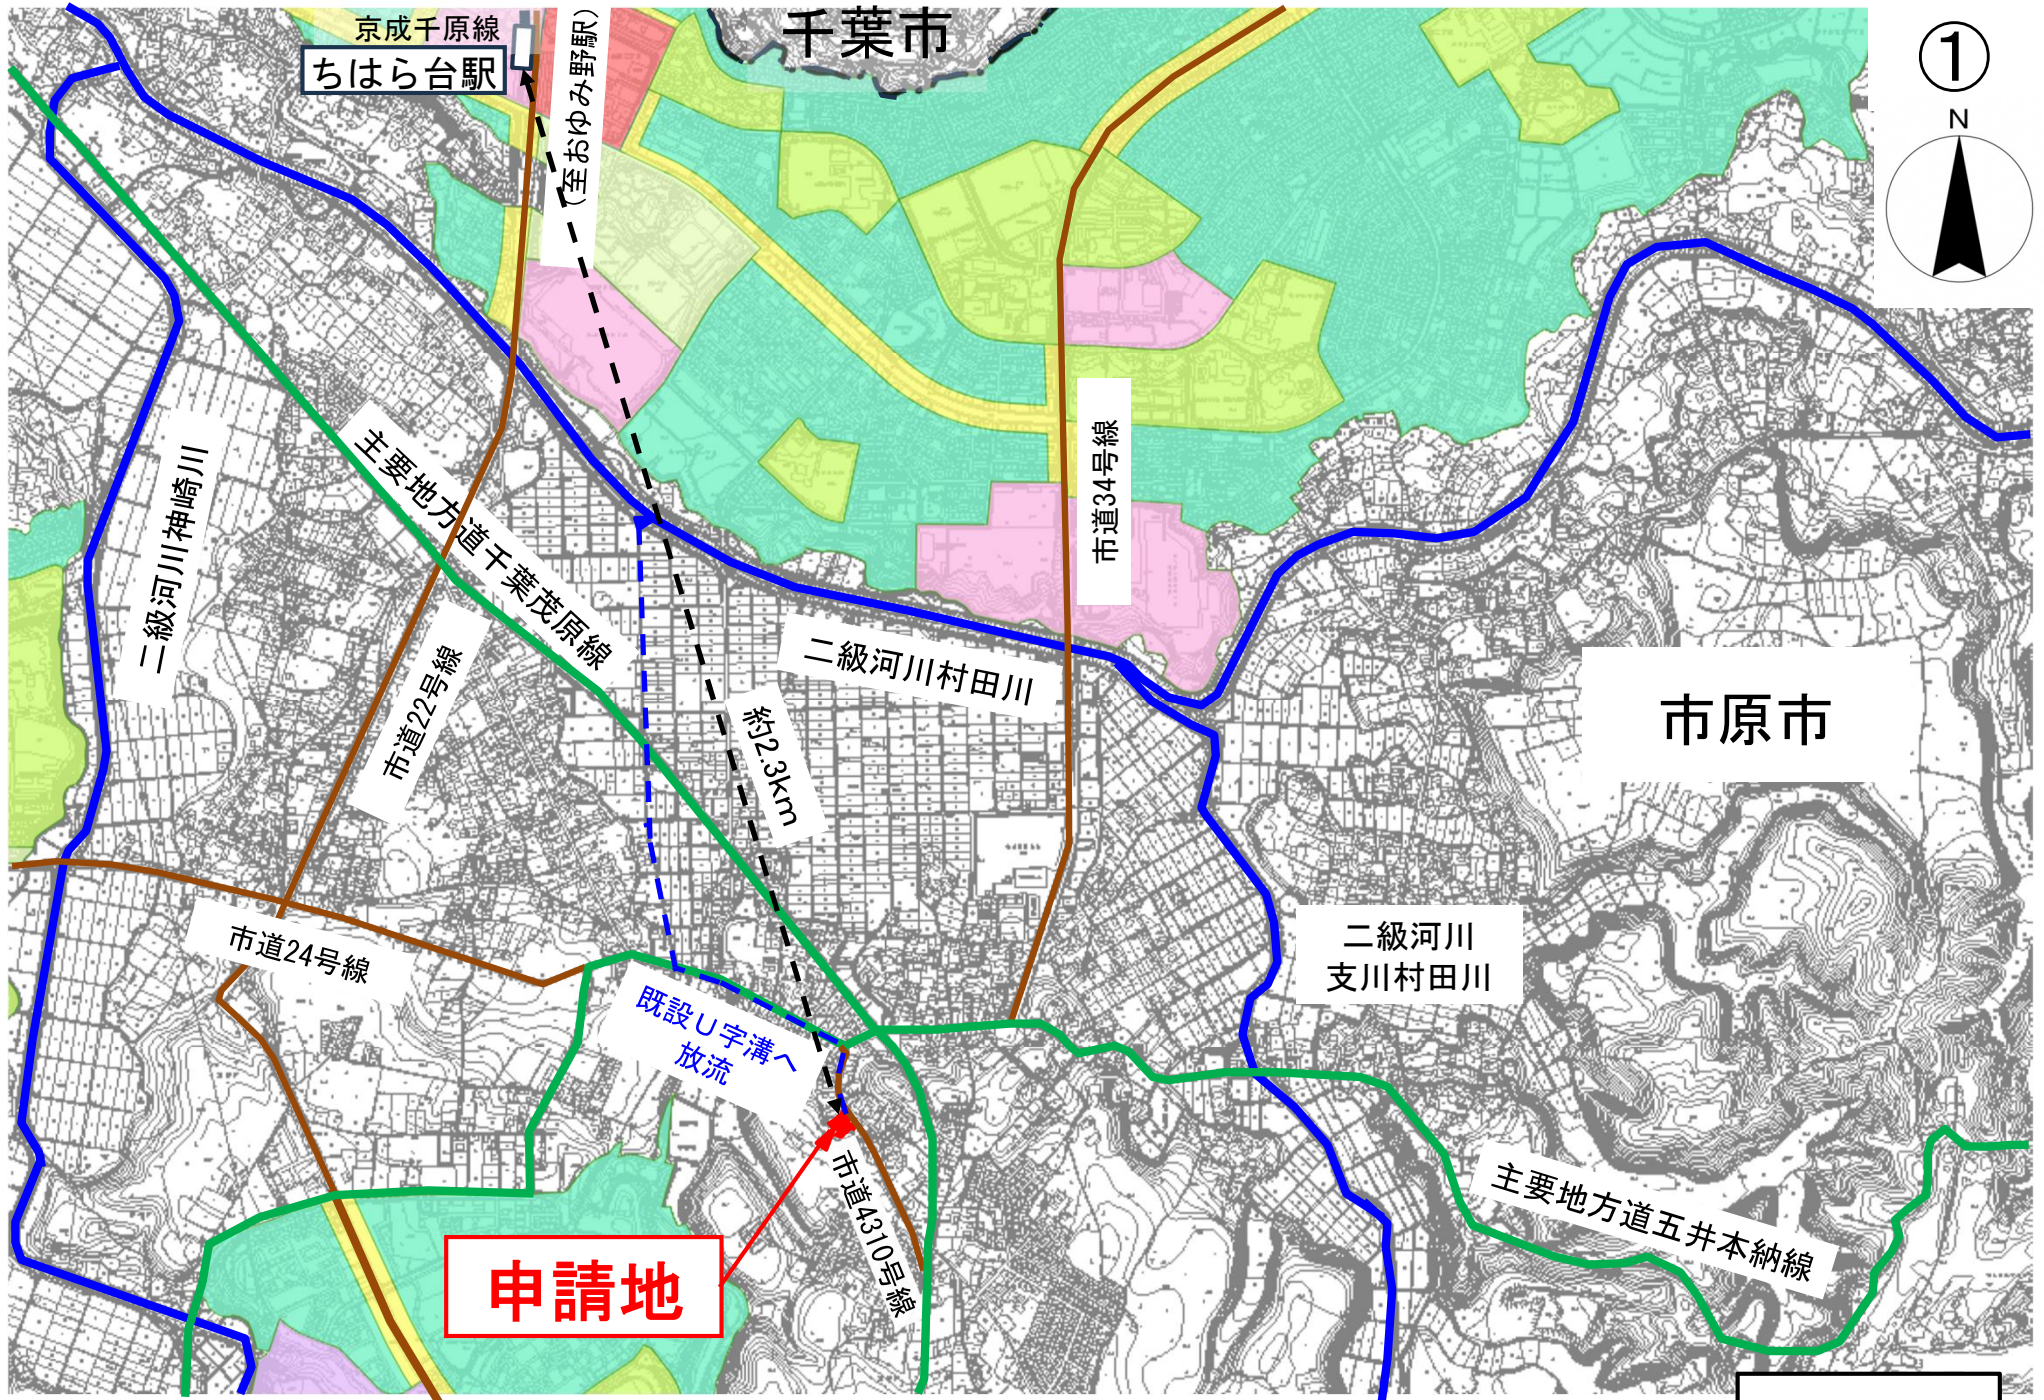 千葉市
①
N
京成千原線
ちはら台駅
(至おゆみ野駅)
主要地方道千葉茂原線
二級河川神崎川
市道22号線
市道34号線
二級河川村田川
約2.3km
市原市
市道24号線
既設U字溝へ
放流
二級河川
支川村田川
市道4310号線
主要地方道五井本納線
申請地